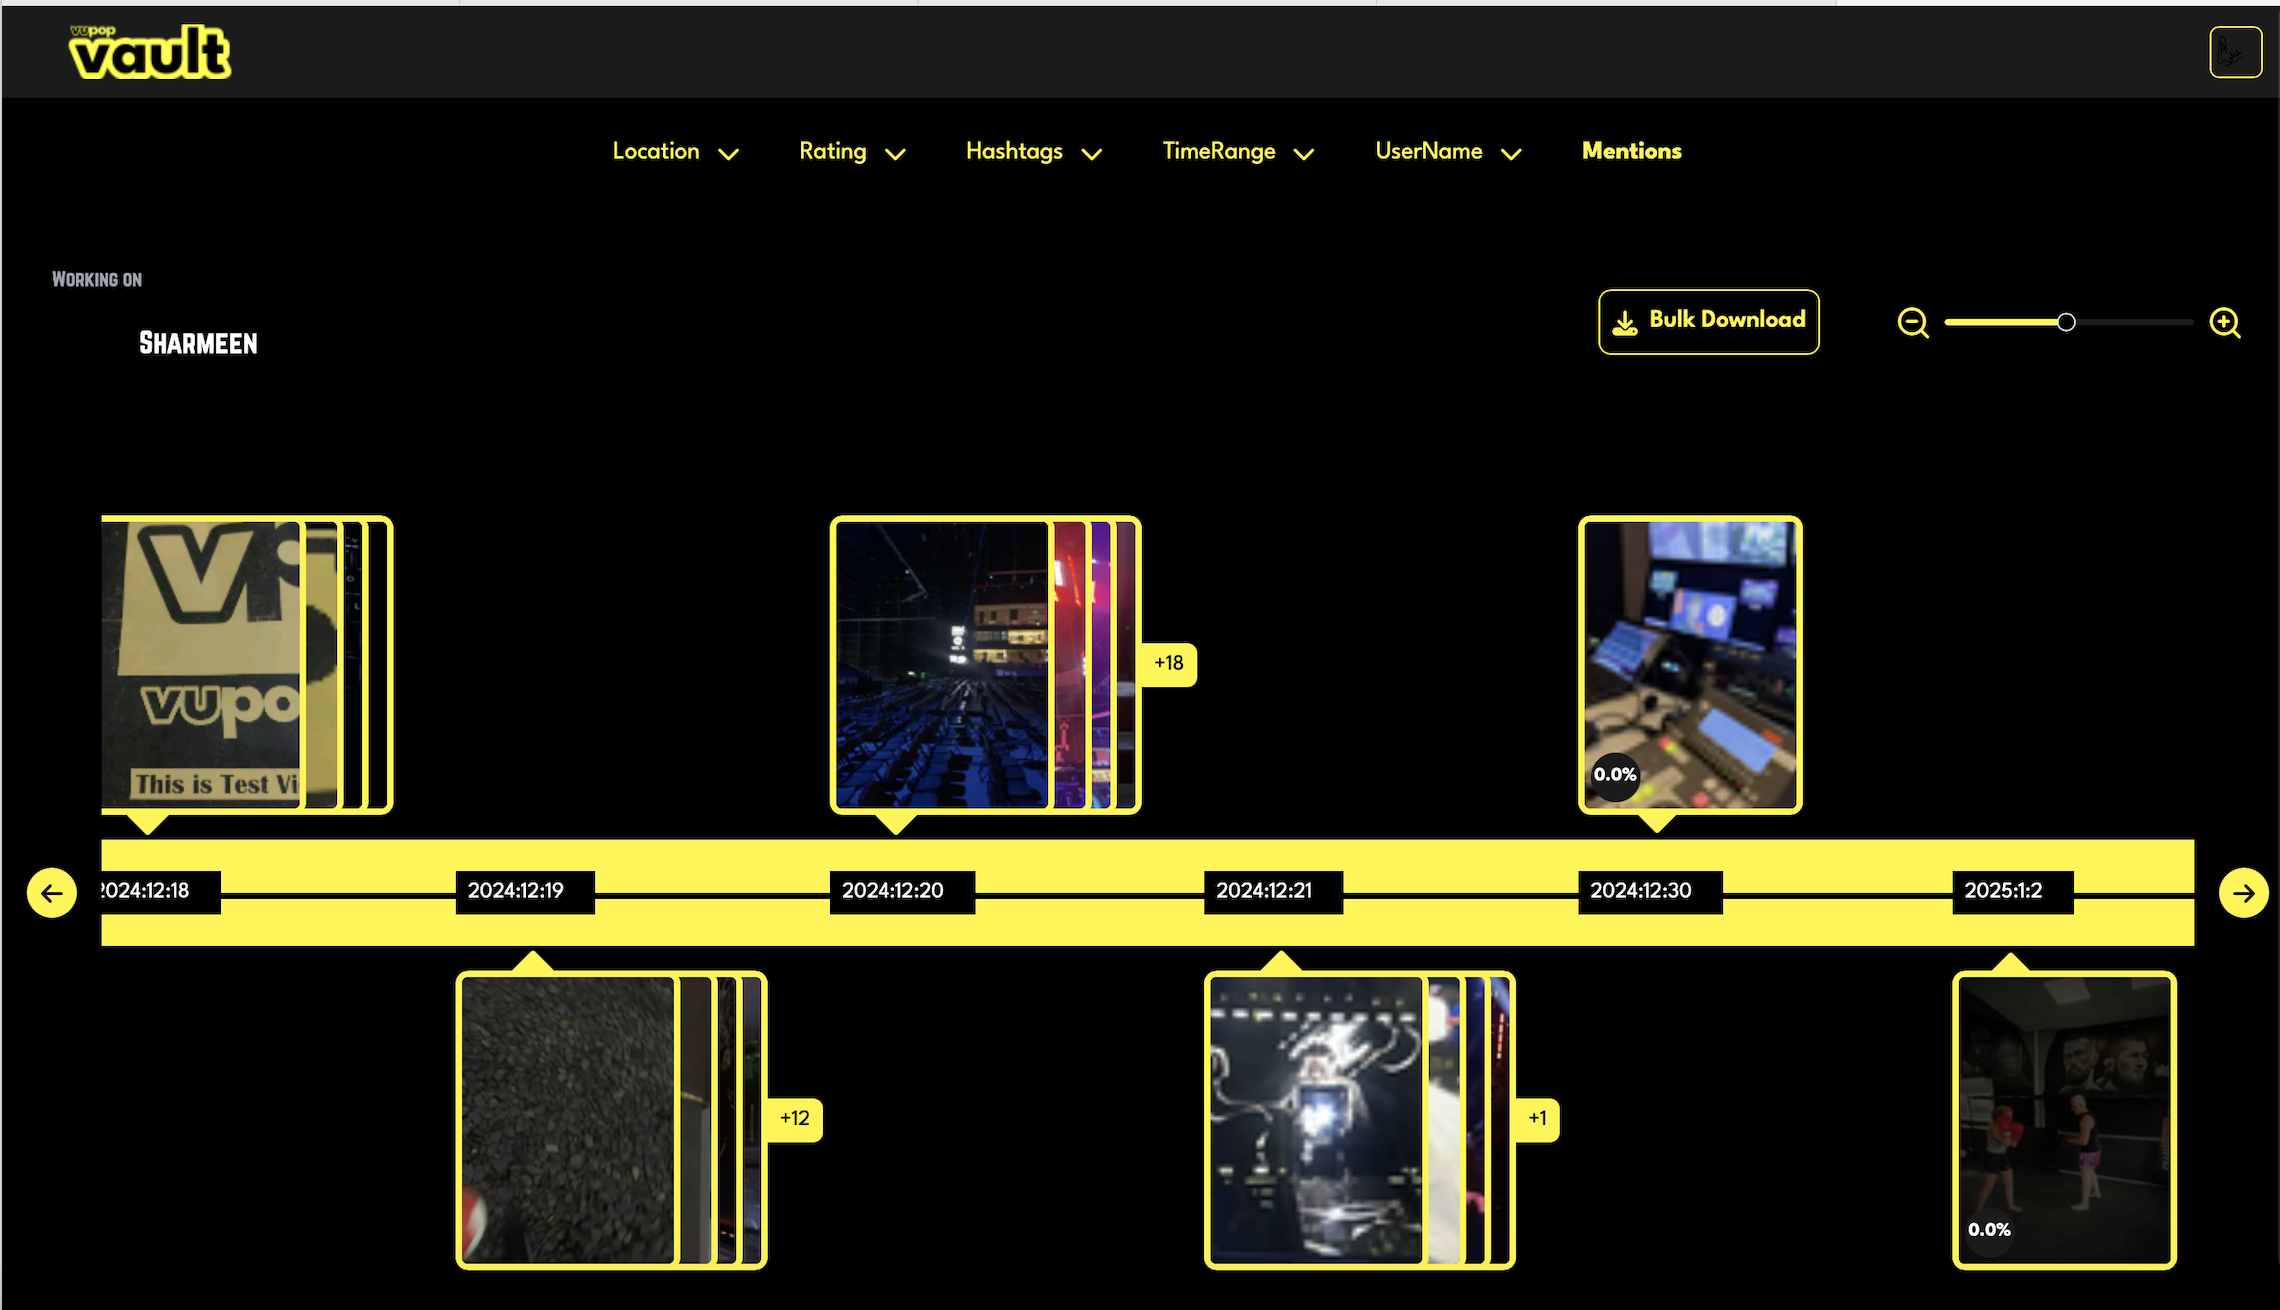 vupop
vault
Location
Rating
Hashtags
TimeRange
UserName
Mentions
Working on
Sharmeen
Bulk Download
vupo
This is Test Vi
+18
0.0%
2024:12:18
2024:12:19
2024:12:20
2024:12:21
2024:12:30
2025:1:2
+12
+1
0.0%